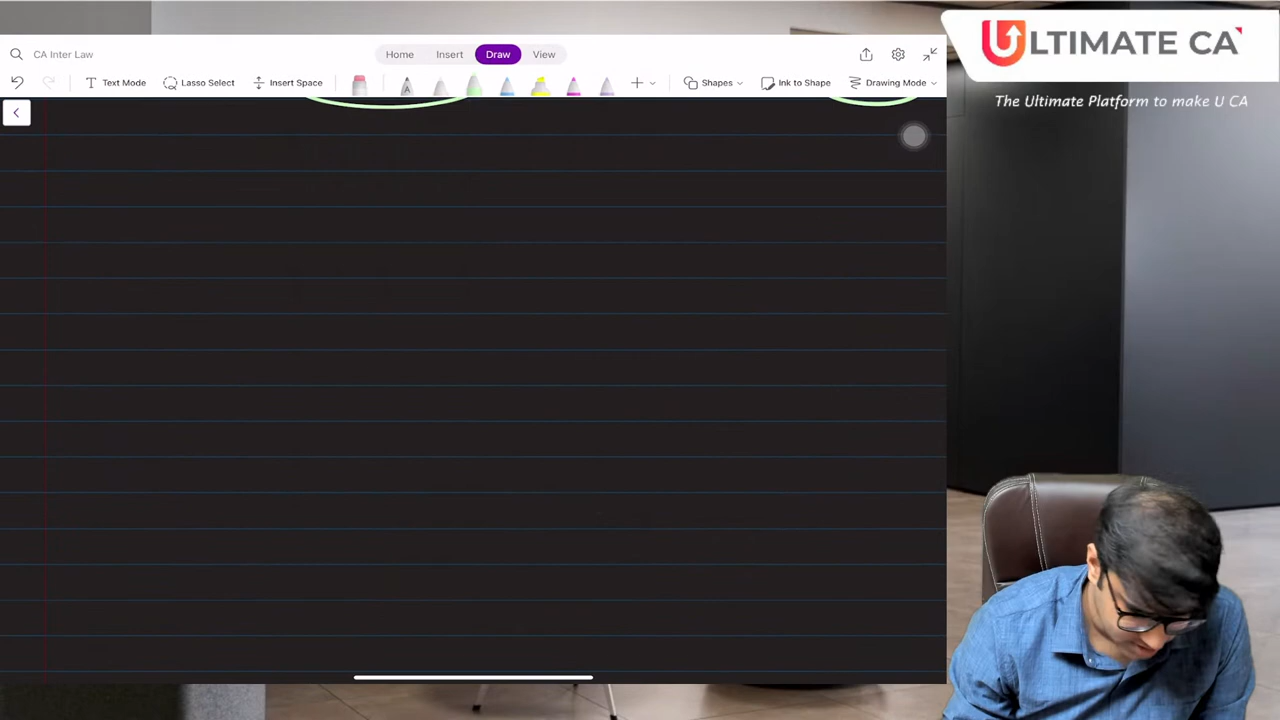 CA Inter Law
Home
Insert
Draw
View
Text Mode
Lasso Select
Insert Space
A
Shapes
Ink to Shape
Drawing Mode
ULTIMATE CA
The Ultimate Platform to make U CA